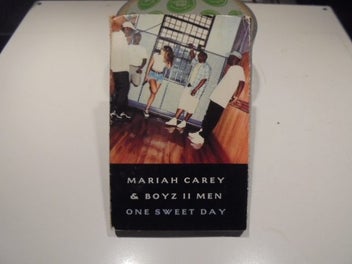 MARIAH CAREY
& BOYZ II MEN
ONE SWEET DAY